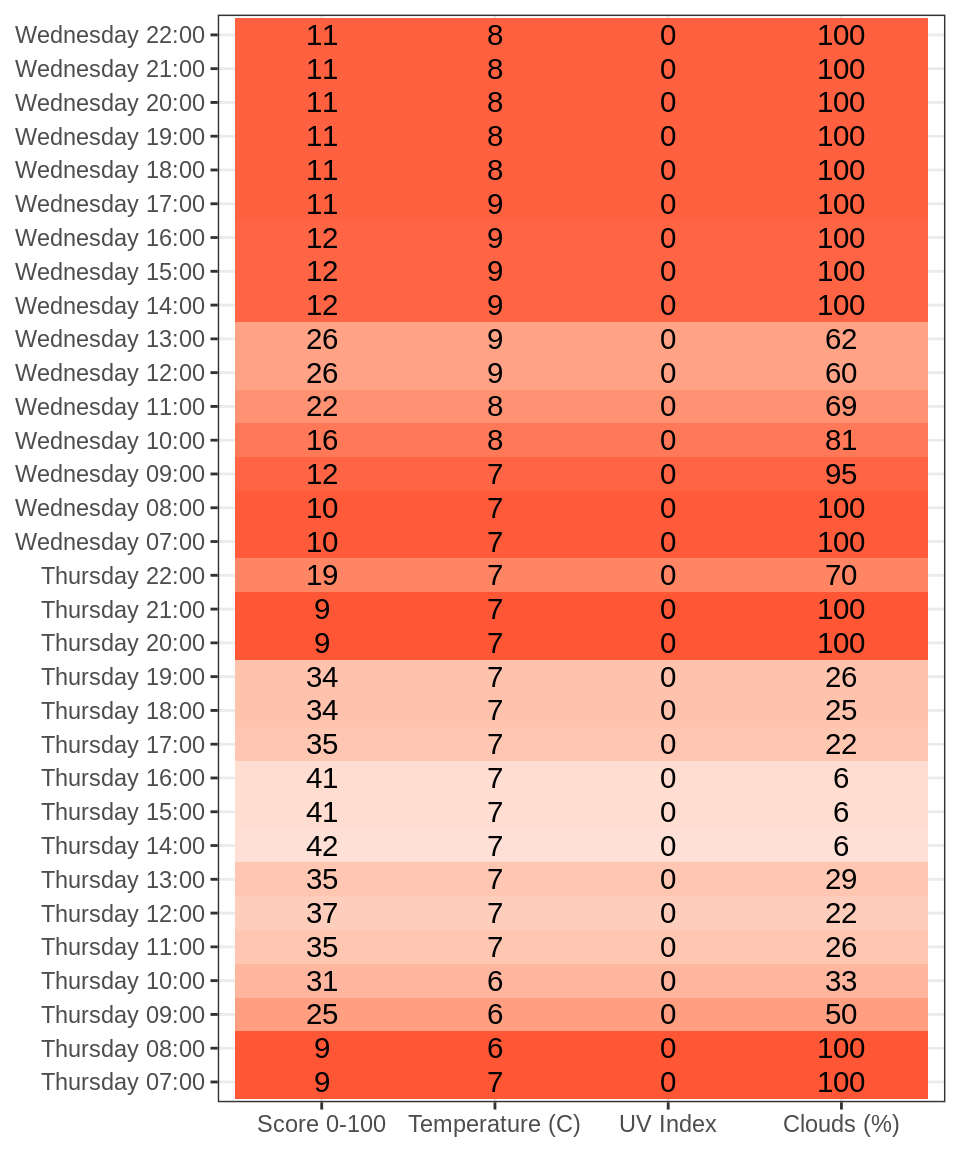 Wednesday 22:00 11 8 0 100
Wednesday 21:00 11 8 0 100
Wednesday 20:00 11 8 0 100
Wednesday 19:00 11 8 0 100
Wednesday 18:00 11 8 0 100
Wednesday 17:00 11 9 0 100
Wednesday 16:00 12 9 0 100
Wednesday 15:00 12 9 0 100
Wednesday 14:00 12 9 0 100
Wednesday 13:00 26 9 0 62
Wednesday 12:00 26 9 0 60
Wednesday 11:00 22 8 0 69
Wednesday 10:00 16 8 0 81
Wednesday 09:00 12 7 0 95
Wednesday 08:00 10 7 0 100
Wednesday 07:00 10 7 0 100
Thursday 22:00 19 7 0 70
Thursday 21:00 9 7 0 100
Thursday 20:00 9 7 0 100
Thursday 19:00 34 7 0 26
Thursday 18:00 34 7 0 25
Thursday 17:00 35 7 0 22
Thursday 16:00 41 7 0 6
Thursday 15:00 41 7 0 6
Thursday 14:00 42 7 0 6
Thursday 13:00 35 7 0 29
Thursday 12:00 37 7 0 22
Thursday 11:00 35 7 0 26
Thursday 10:00 31 6 0 33
Thursday 09:00 25 6 0 50
Thursday 08:00 9 6 0 100
Thursday 07:00 9 7 0 100
Score 0-100 Temperature (C) UV Index Clouds (%)